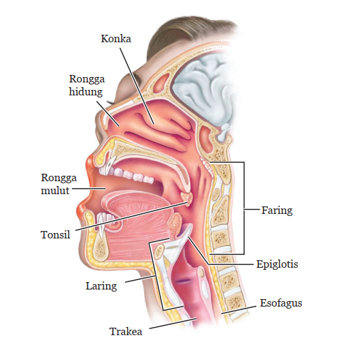 Konka
Rongga
hidung
Rongga
mulut
Faring
Tonsil
Epiglotis
Laring
Esofagus
Trakea